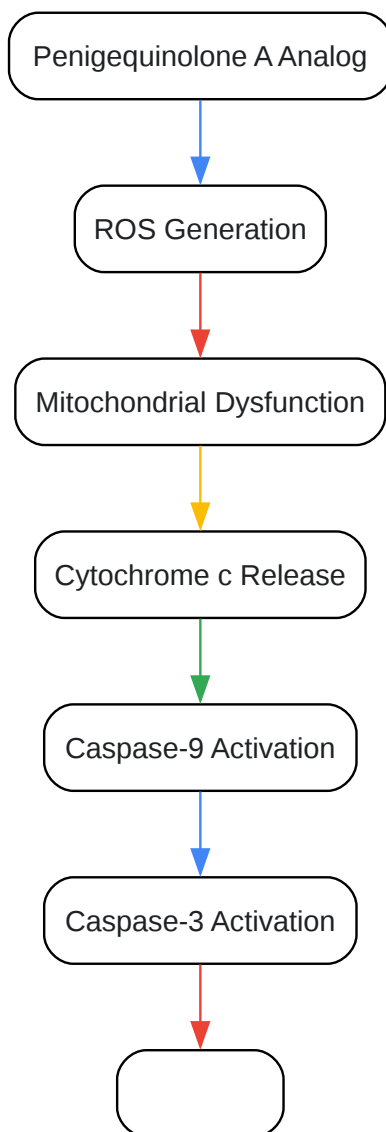 Penigequinolone A Analog
ROS Generation
Mitochondrial Dysfunction
Cytochrome c Release
Caspase-9 Activation
Caspase-3 Activation